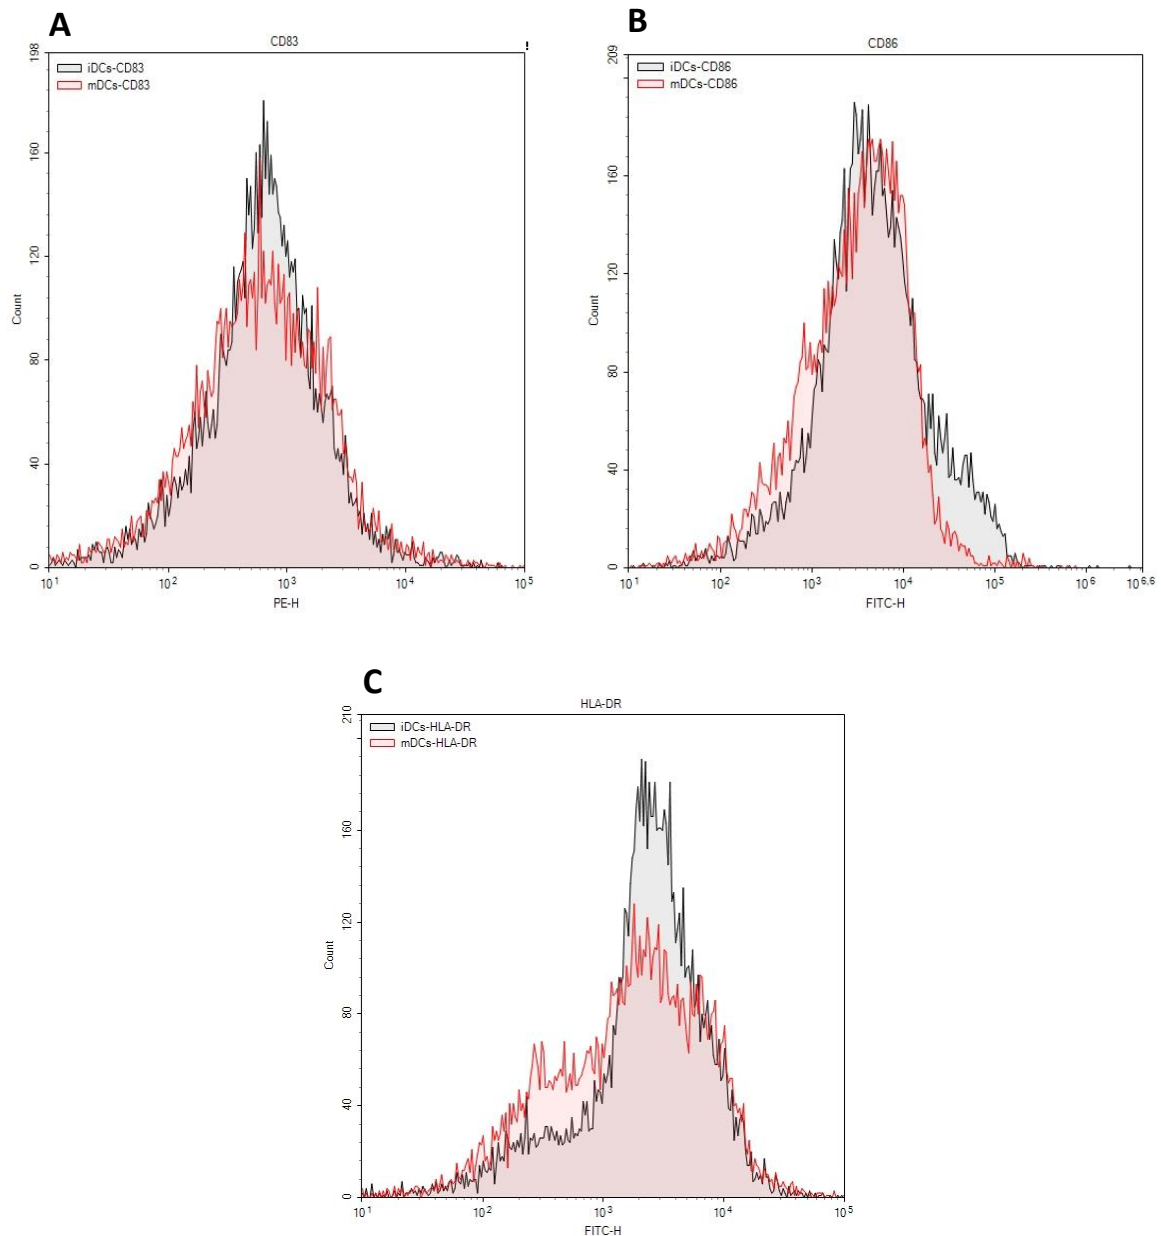 A
CD83
!
iDCs-CD83
mDCs-CD83
198
160
120
80
40
0
Count
101 102 103 104 105
PE-H
B
CD86
iDCs-CD86
mDCs-CD86
209
160
120
80
40
0
Count
101 102 103 104 105 106 106,6
FITC-H
C
HLA-DR
iDCs-HLA-DR
mDCs-HLA-DR
210
160
120
80
40
0
Count
101 102 103 104 105
FITC-H